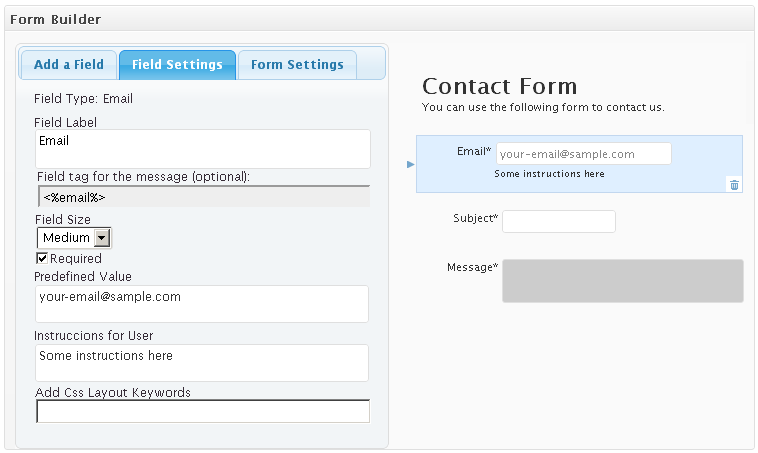 Form Builder
Add a Field
Field Settings
Form Settings
Field Type: Email
Field Label
Email
Field tag for the message (optional):
<%email%>
Field Size
Medium
Required
Predefined Value
your-email@sample.com
Instruccions for User
Some instructions here
Add Css Layout Keywords
Contact Form
You can use the following form to contact us.
Email* your-email@sample.com
Some instructions here
Subject*
Message*